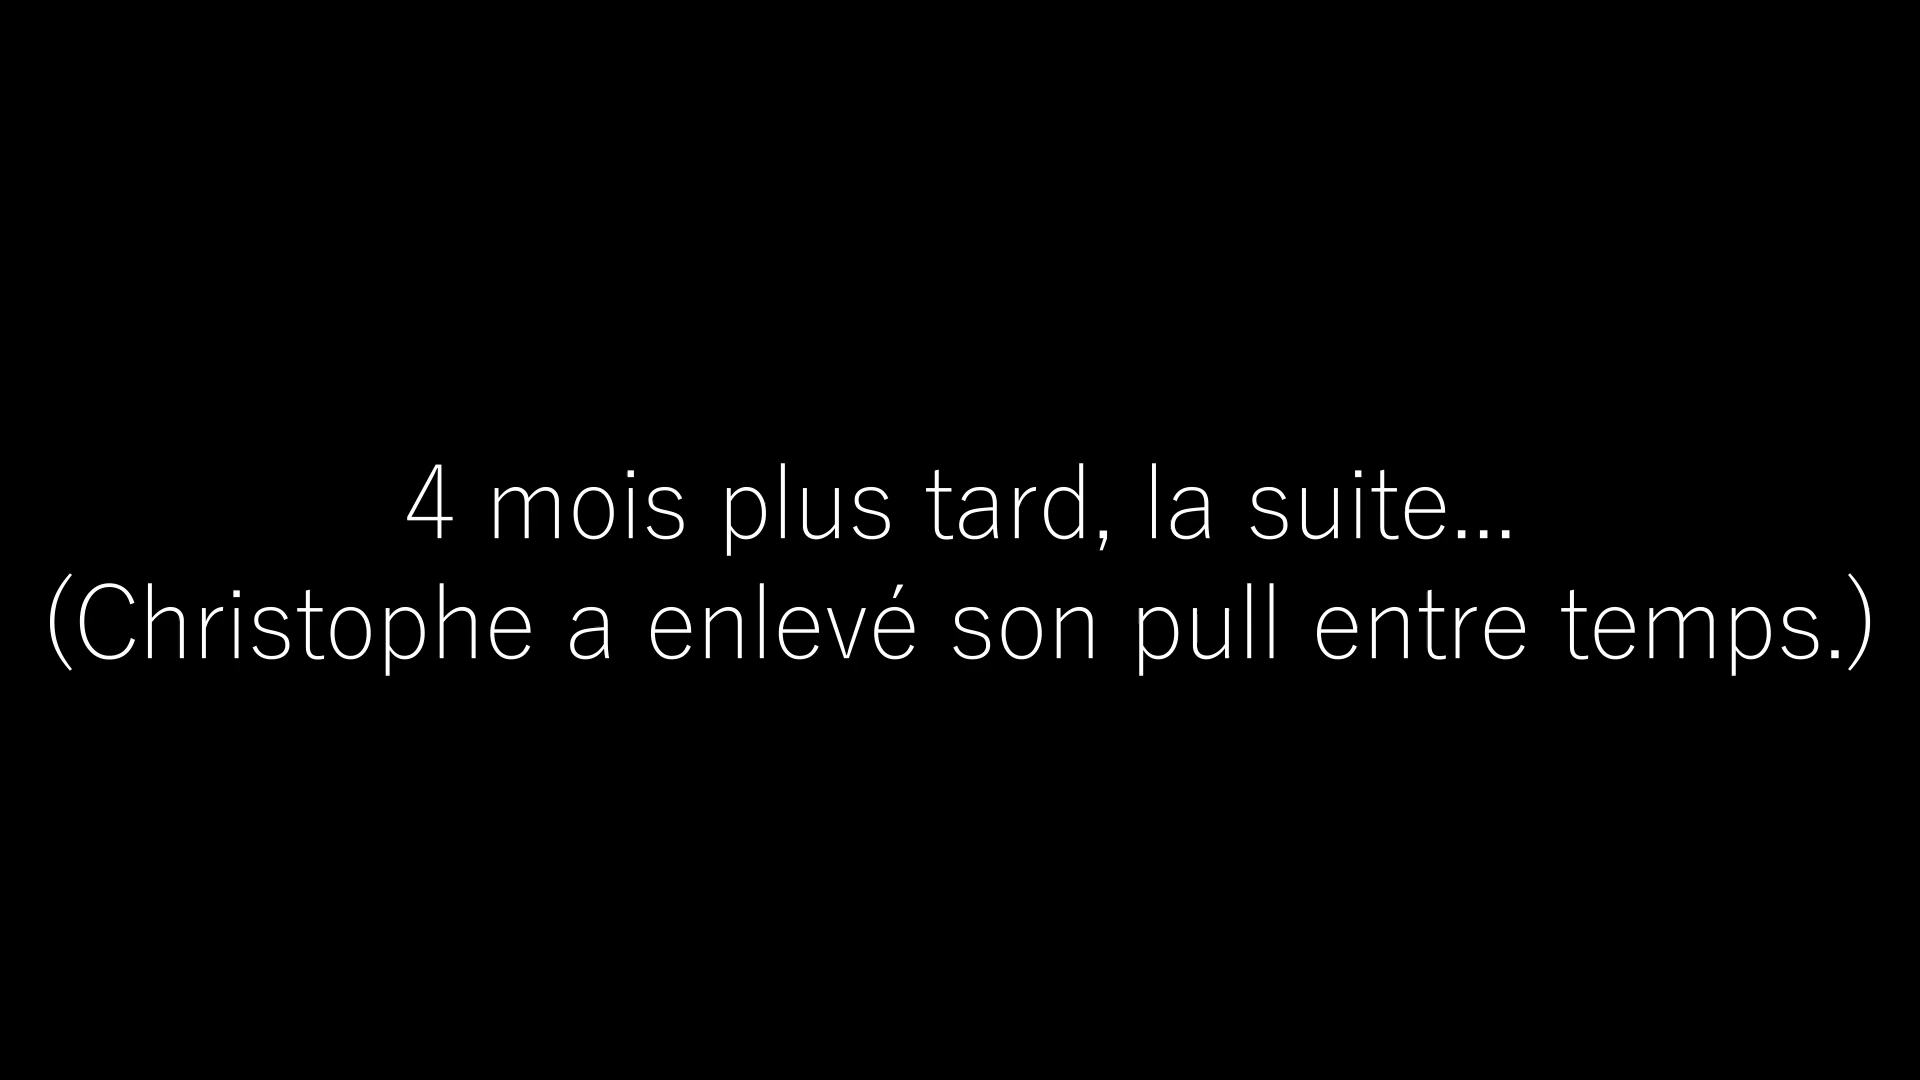 4 mois plus tard, la suite...
(Christophe a enlevé son pull entre temps.)